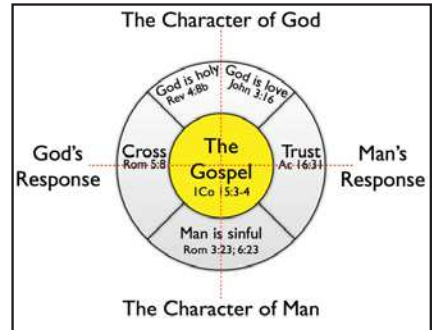 The Character of God
God is holy
Rev 4:8b
God is love
John 3:16
God's
Response
Cross
Rom 5:8
The
Gospel
1Co 15:3-4
Trust
Ac 16:31
Man's
Response
Man is sinful
Rom 3:23; 6:23
The Character of Man